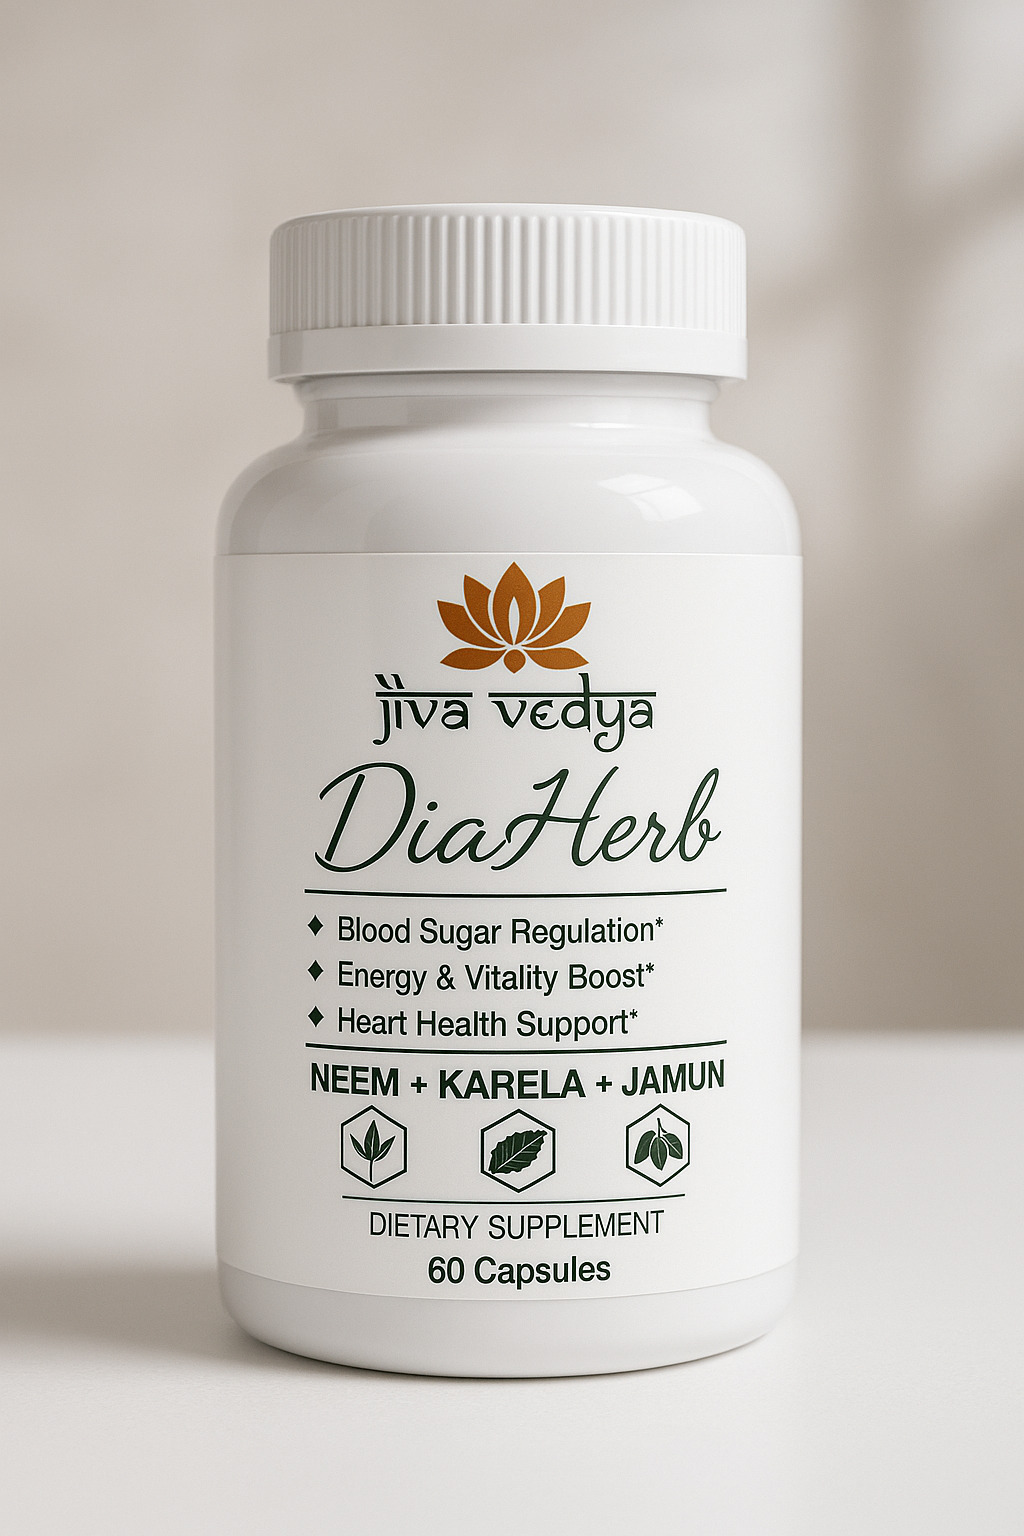 jiva vedya
DiaHerb
♦ Blood Sugar Regulation*
♦ Energy & Vitality Boost*
♦ Heart Health Support*
NEEM + KARELA + JAMUN
DIETARY SUPPLEMENT
60 Capsules